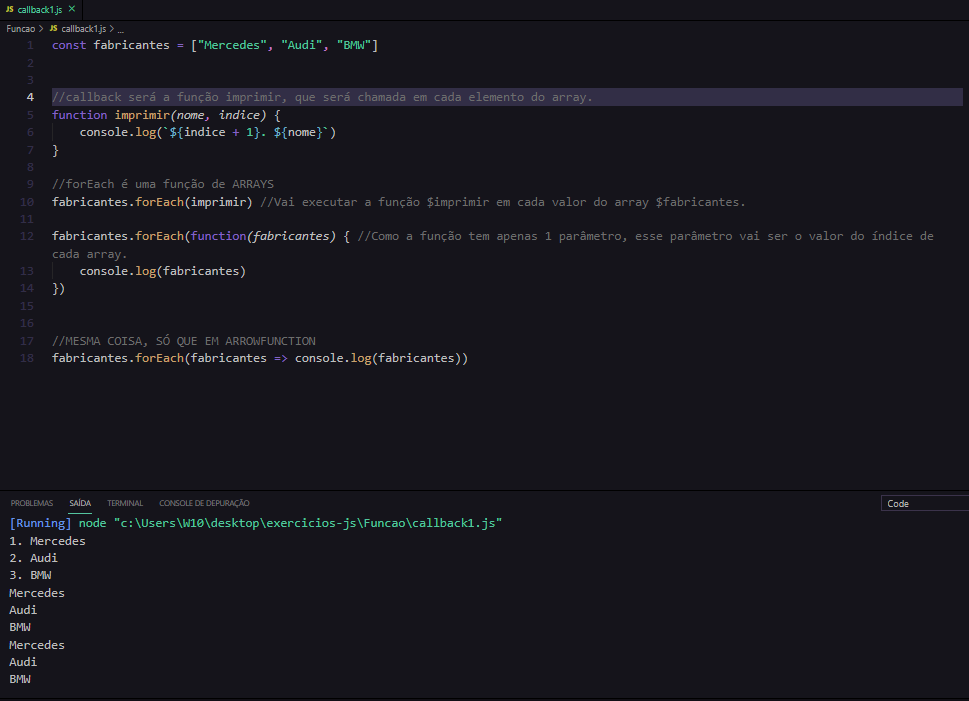 JS callback1.js ×
Funcao > JS callback1.js > ...
1 const fabricantes = ["Mercedes", "Audi", "BMW"]
2
3
4 //callback será a função imprimir, que será chamada em cada elemento do array.
5 function imprimir(nome, indice) {
6 console.log(`${indice + 1}. ${nome}`)
7 }
8
9 //forEach é uma função de ARRAYS
10 fabricantes.forEach(imprimir) //Vai executar a função $imprimir em cada valor do array $fabricantes.
11
12 fabricantes.forEach(function(fabricantes) { //Como a função tem apenas 1 parâmetro, esse parâmetro vai ser o valor do índice de
cada array.
13 console.log(fabricantes)
14 })
15
16
17 //MESMA COISA, SÓ QUE EM ARROWFUNCTION
18 fabricantes.forEach(fabricantes => console.log(fabricantes))
PROBLEMAS SAÍDA TERMINAL CONSOLE DE DEPURAÇÃO Code
[Running] node "c:\Users\W10\desktop\exercicios-js\Funcao\callback1.js"
1. Mercedes
2. Audi
3. BMW
Mercedes
Audi
BMW
Mercedes
Audi
BMW